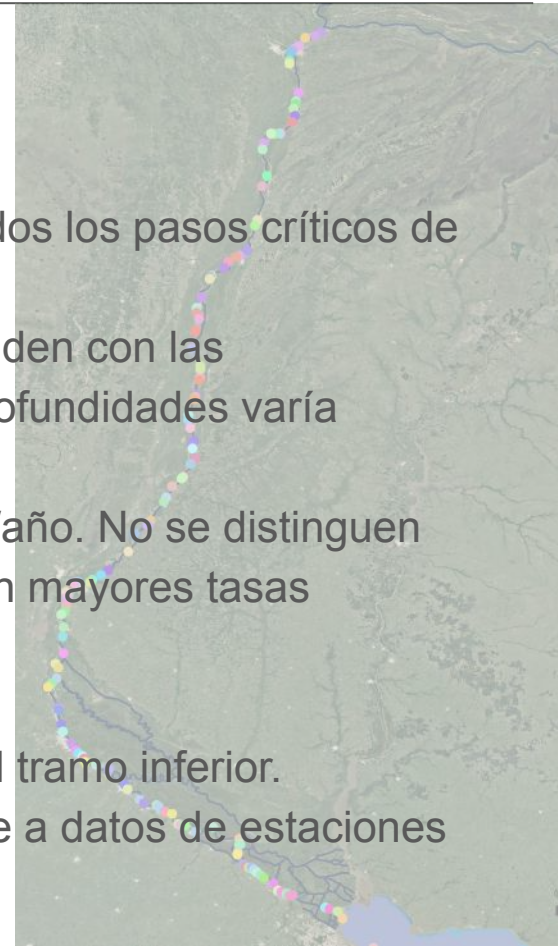 dos los pasos críticos de
den con las
ofundidades varía
/año. No se distinguen
n mayores tasas
l tramo inferior.
e a datos de estaciones